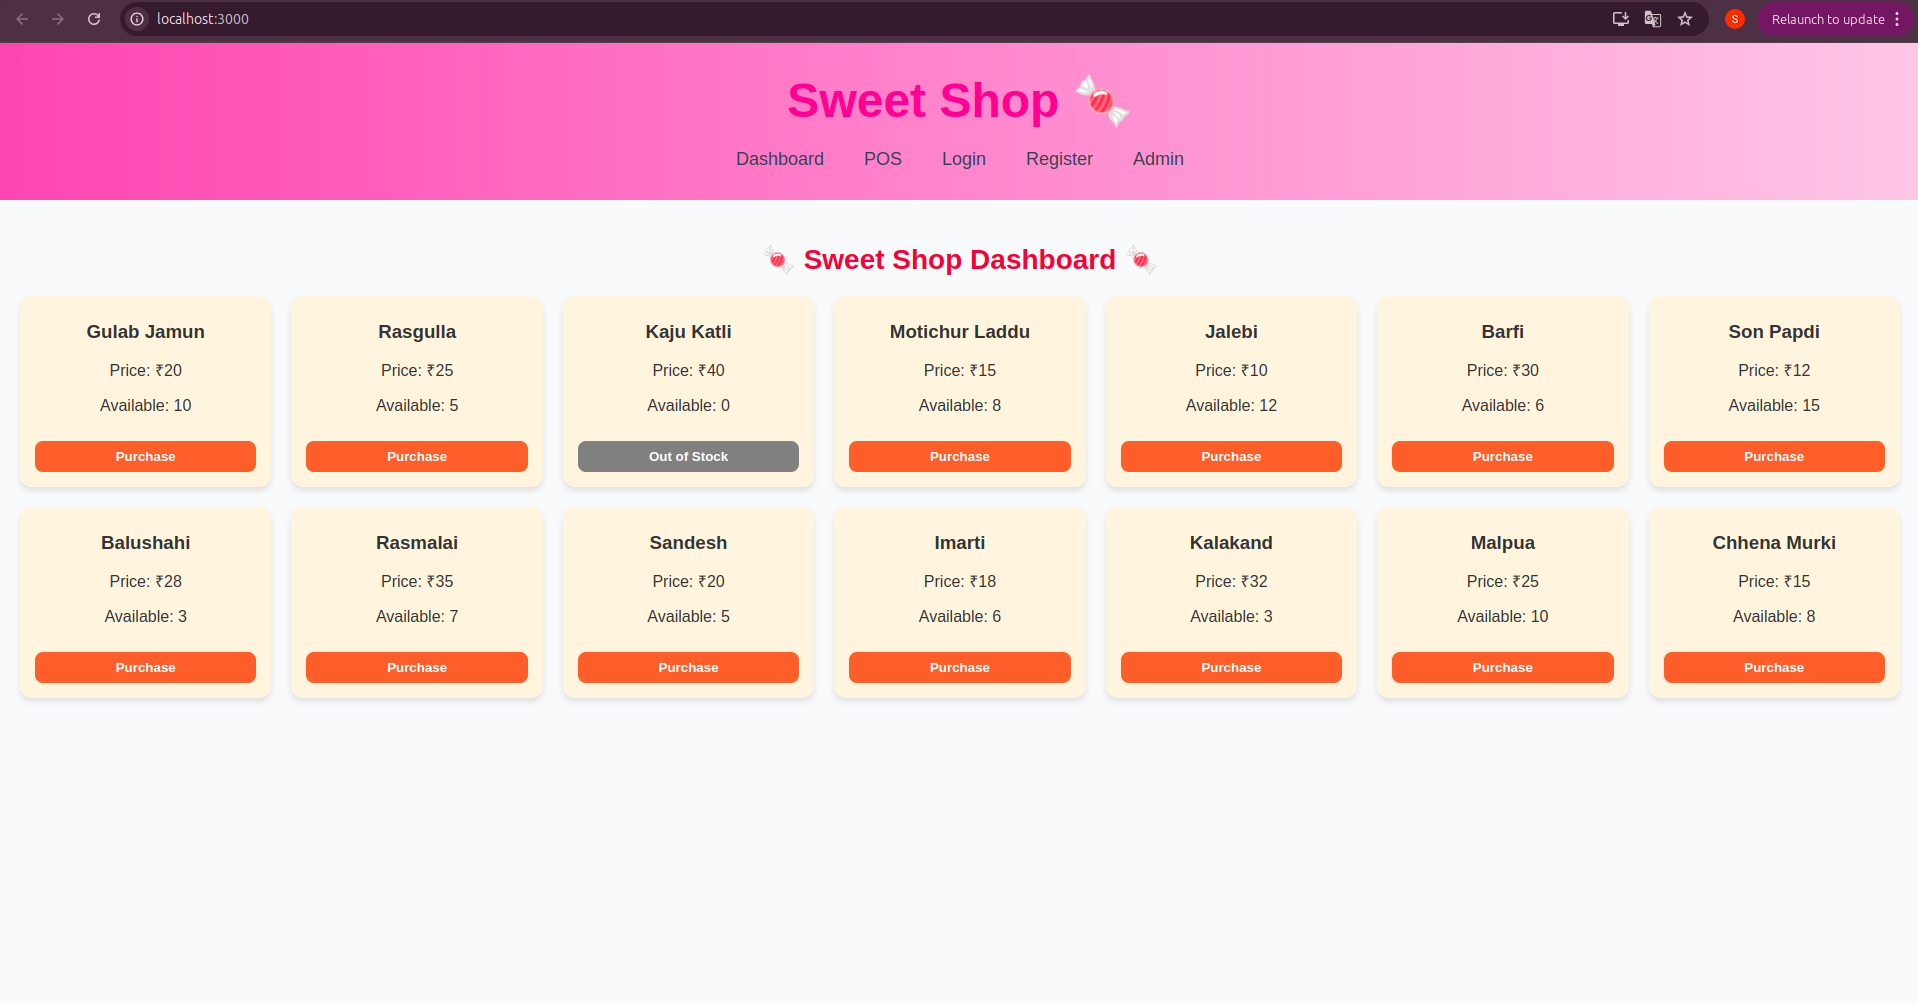 localhost:3000
S
Relaunch to update
Sweet Shop
Dashboard POS Login Register Admin
Sweet Shop Dashboard
Gulab Jamun
Price: ₹20
Available: 10
Purchase
Rasgulla
Price: ₹25
Available: 5
Purchase
Kaju Katli
Price: ₹40
Available: 0
Out of Stock
Motichur Laddu
Price: ₹15
Available: 8
Purchase
Jalebi
Price: ₹10
Available: 12
Purchase
Barfi
Price: ₹30
Available: 6
Purchase
Son Papdi
Price: ₹12
Available: 15
Purchase
Balushahi
Price: ₹28
Available: 3
Purchase
Rasmalai
Price: ₹35
Available: 7
Purchase
Sandesh
Price: ₹20
Available: 5
Purchase
Imarti
Price: ₹18
Available: 6
Purchase
Kalakand
Price: ₹32
Available: 3
Purchase
Malpua
Price: ₹25
Available: 10
Purchase
Chhena Murki
Price: ₹15
Available: 8
Purchase